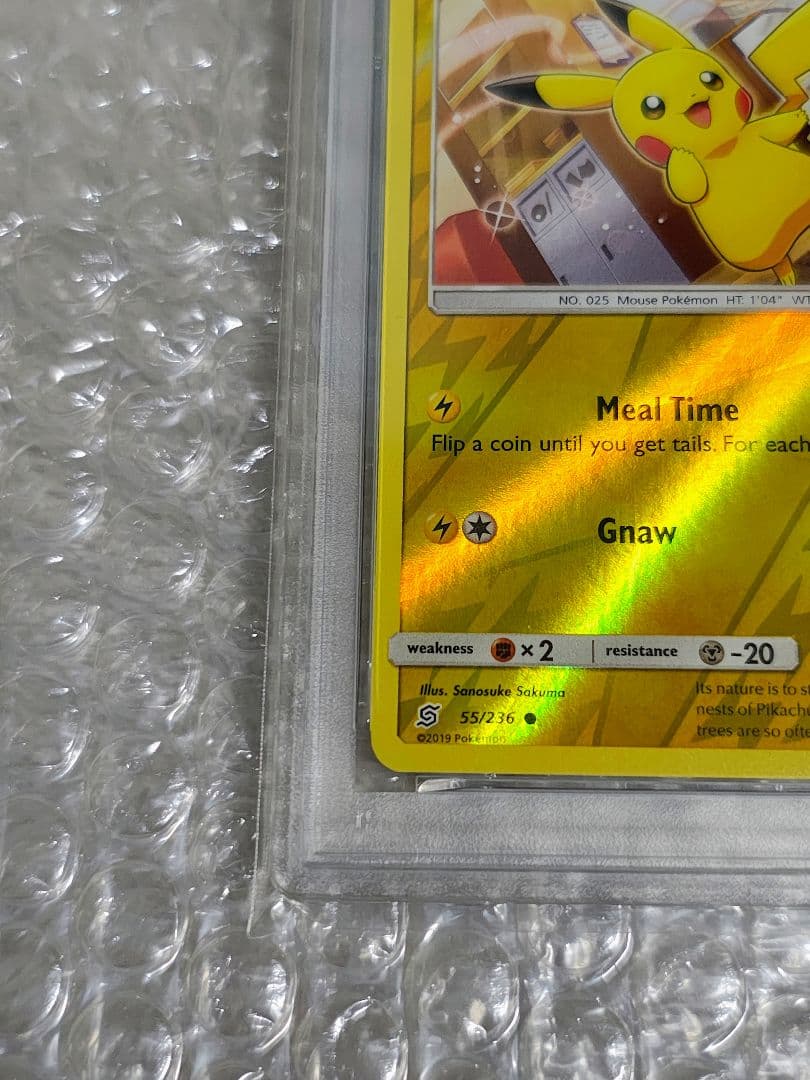 NO. 025 Mouse Pokémon HT: 1'04" WT
Meal Time
Flip a coin until you get tails. For each
Gnaw
weakness ×2 resistance -20
Illus. Sanosuke Sakuma
55/236
©2019 Pokémon
Its nature is to
nests of Pikachu
trees are so ofte